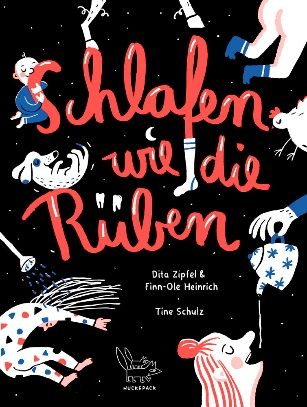 Schlafen
wie die
Rüben
Dita Zipfel &
Finn-Ole Heinrich
·
Tine Schulz
HUCKEPACK